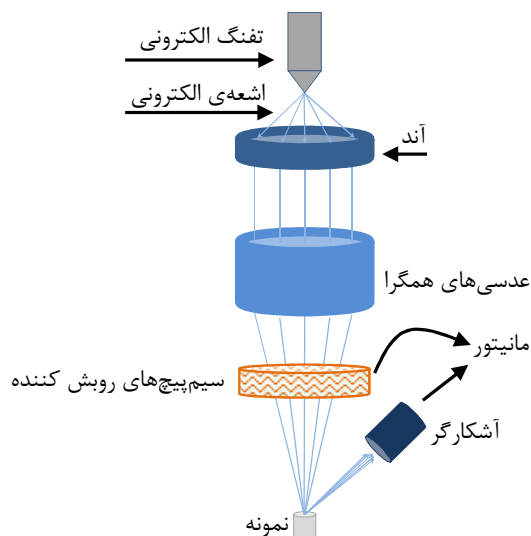 تفنگ الکترونی
اشعه‌ی الکترونی
آند
عدسی‌های همگرا
مانیتور
سیم‌پیچ‌های روبش کننده
آشکارگر
نمونه